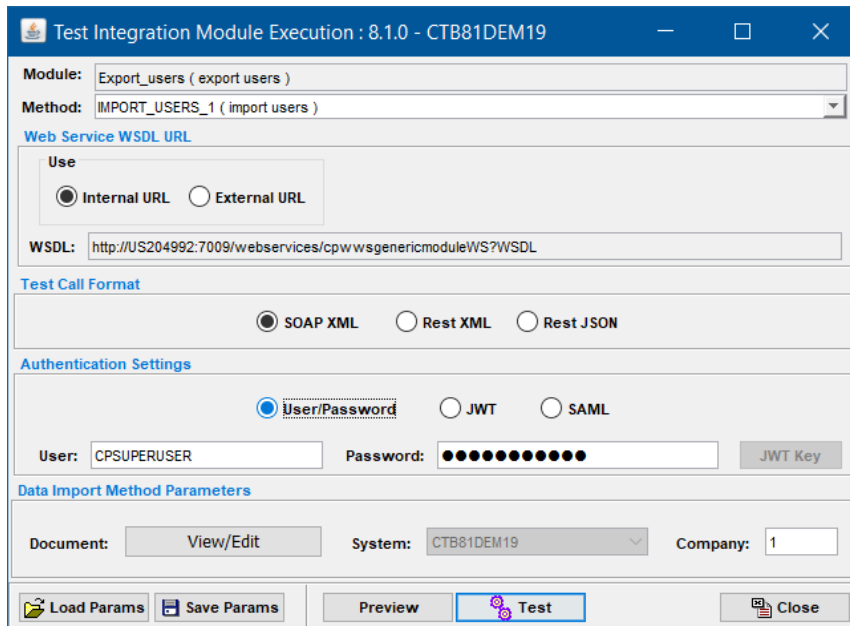 Test Integration Module Execution : 8.1.0 - CTB81DEM19
Module: Export_users ( export users )
Method: IMPORT_USERS_1 ( import users )
Web Service WSDL URL
Use
Internal URL External URL
WSDL: http://US204992:7009/webservices/cpwwsgenericmoduleWS?WSDL
Test Call Format
SOAP XML Rest XML Rest JSON
Authentication Settings
User/Password JWT SAML
User: CPSUPERUSER Password: ●●●●●●●●●●● JWT Key
Data Import Method Parameters
Document: View/Edit System: CTB81DEM19 Company: 1
Load Params Save Params Preview Test Close